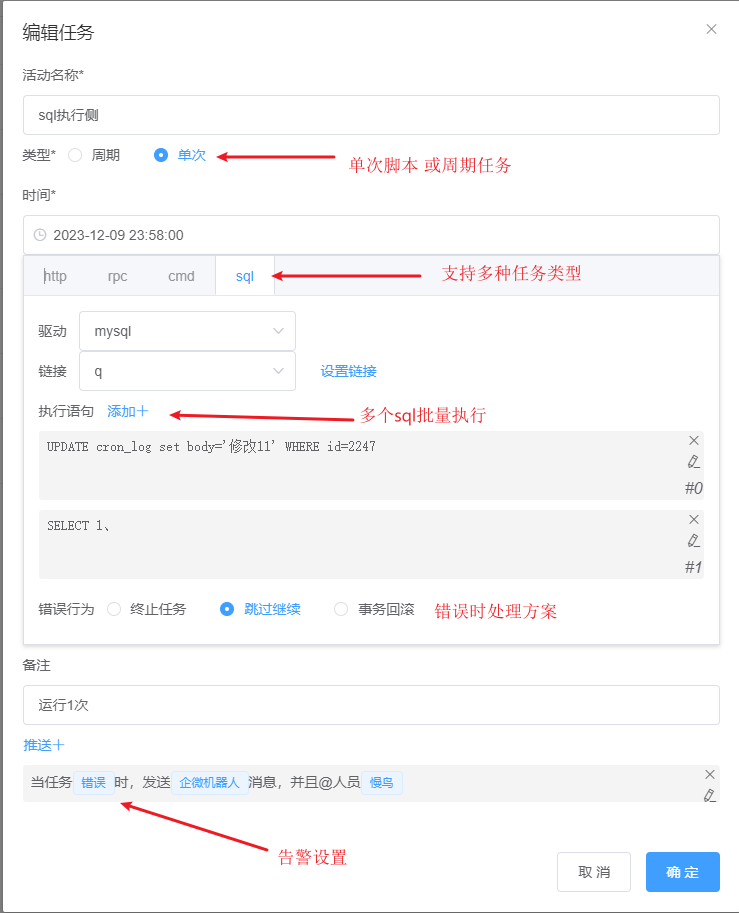 编辑任务
活动名称*
sql执行侧
类型* 周期 单次 单次脚本 或周期任务
时间*
2023-12-09 23:58:00
http rpc cmd sql 支持多种任务类型
驱动 mysql
链接 q 设置链接
执行语句 添加+ 多个sql批量执行
UPDATE cron_log set body='修改11' WHERE id=2247
#0
SELECT 1、
#1
错误行为 终止任务 跳过继续 事务回滚 错误时处理方案
备注
运行1次
推送+
当任务 错误 时，发送 企微机器人 消息，并且@人员 慢鸟
告警设置
取消 确定